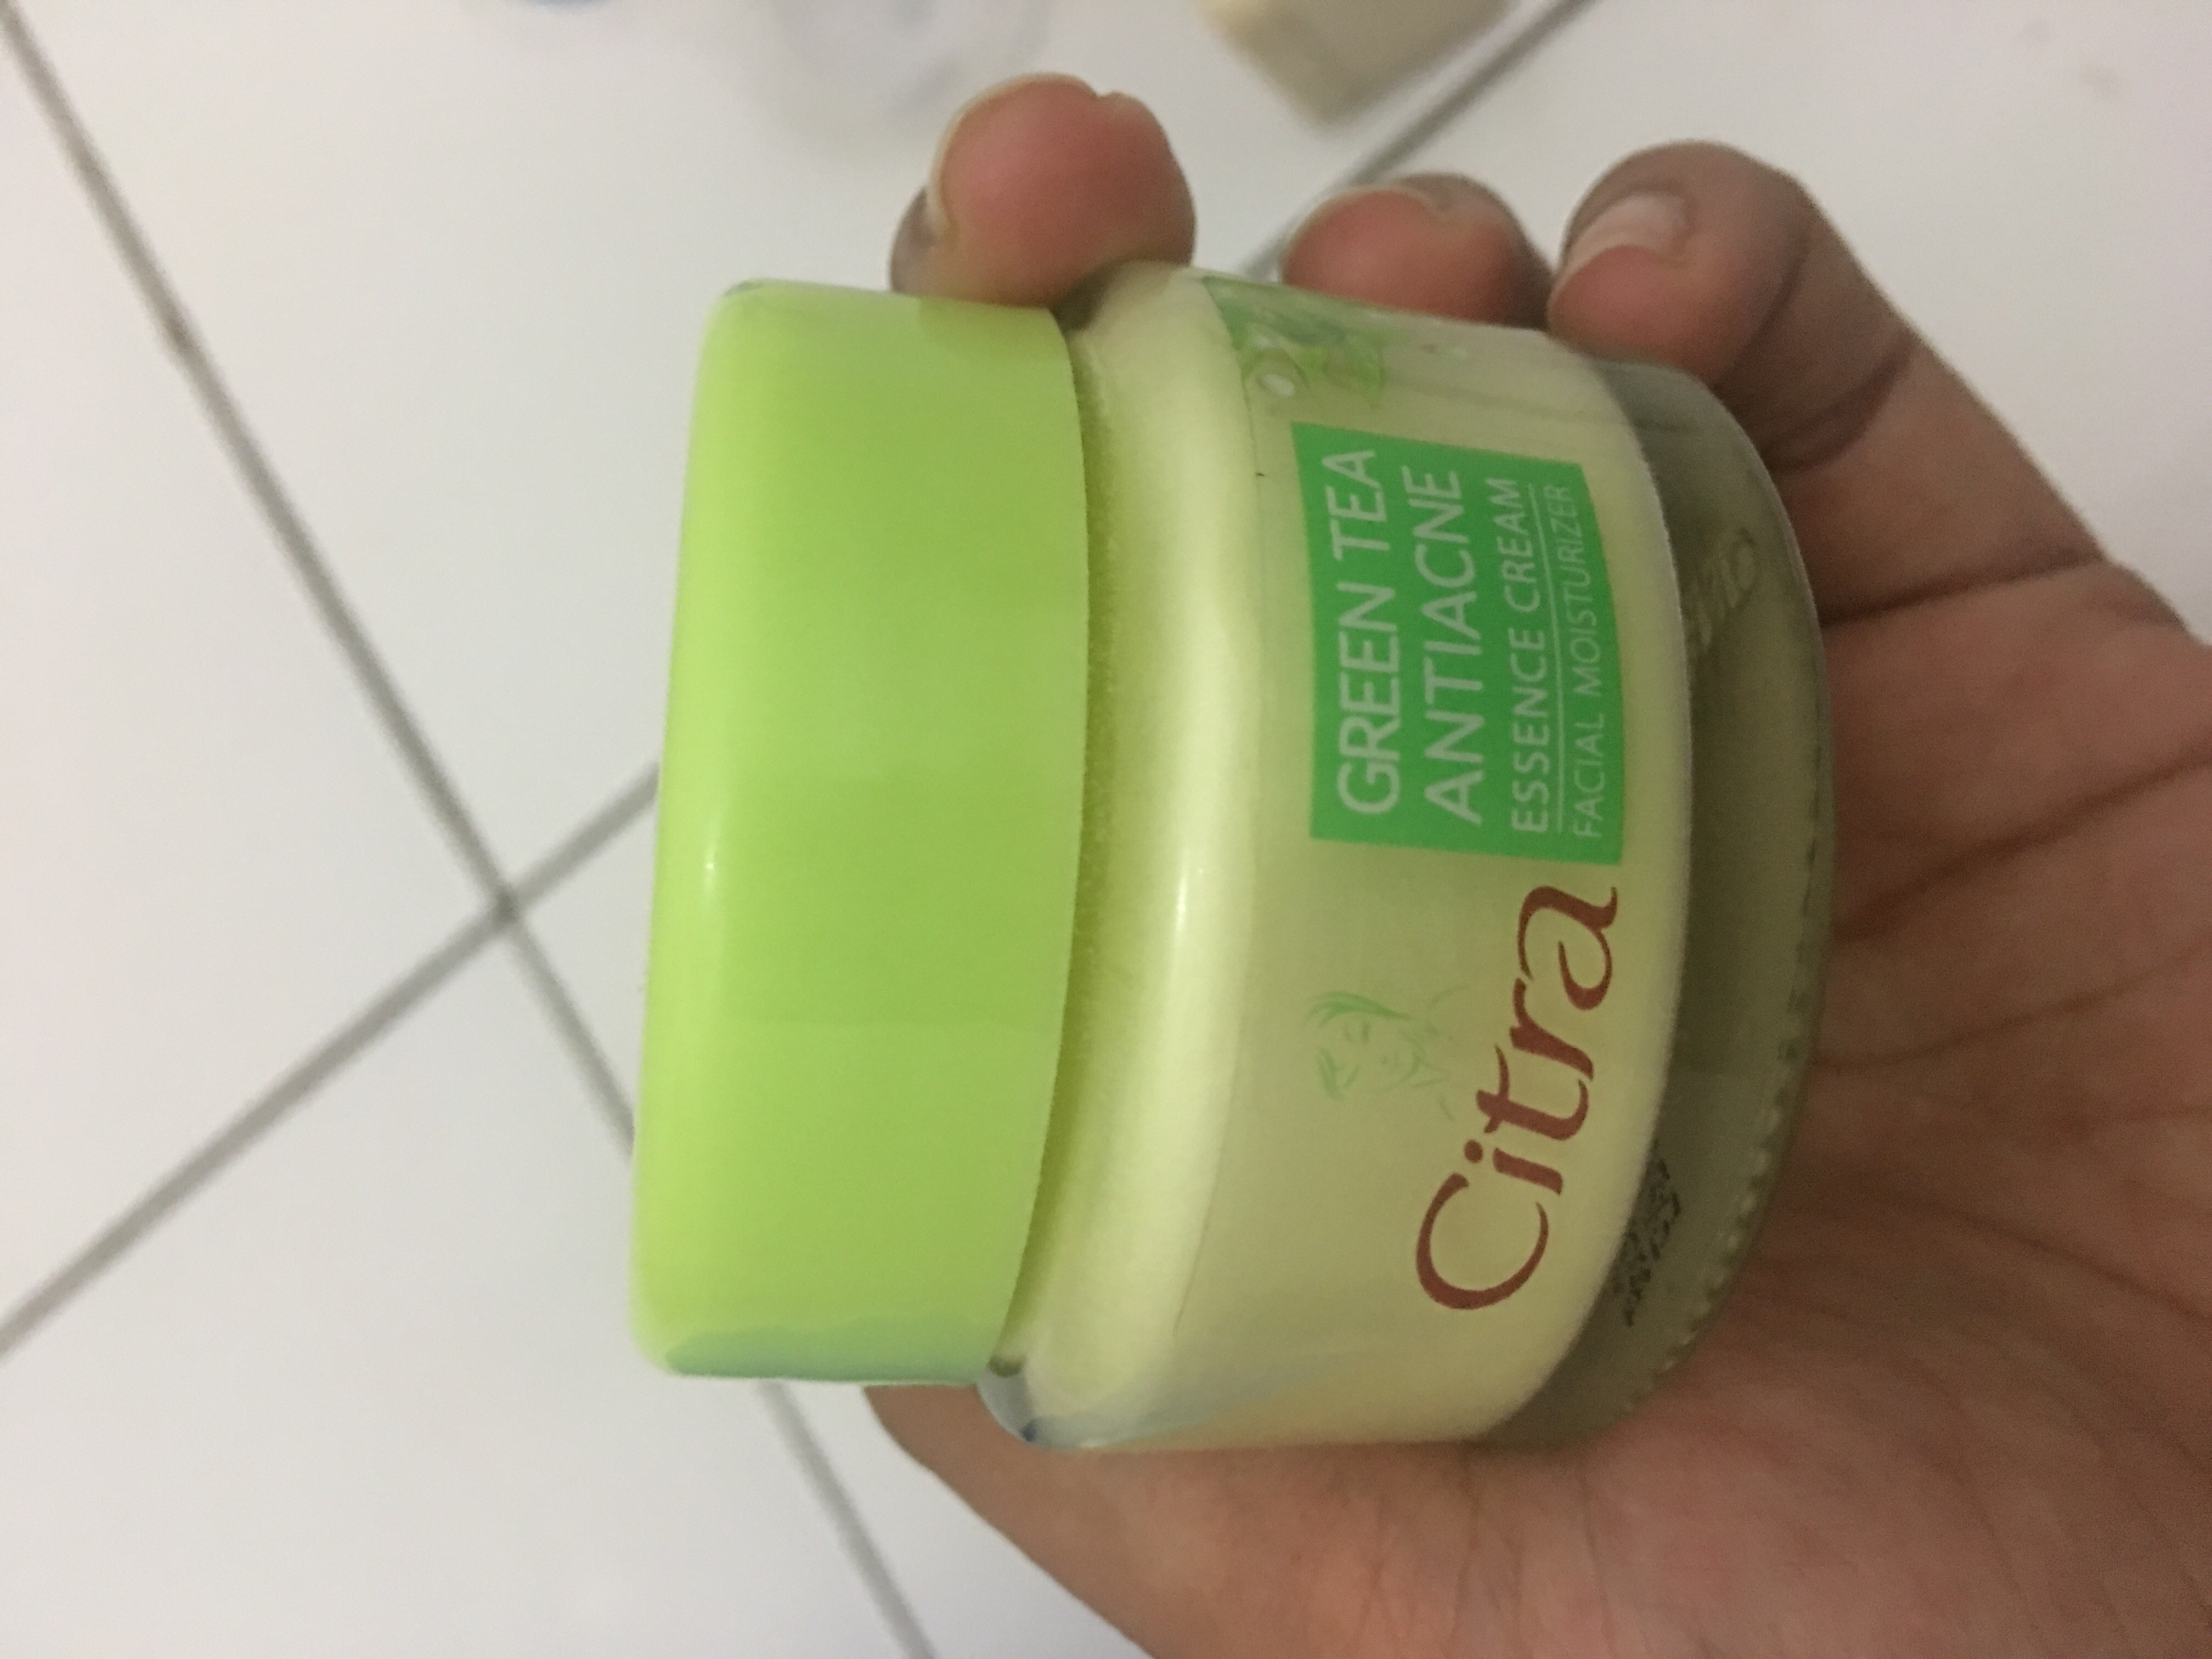 Citra
GREEN TEA
ANTIACNE
ESSENCE CREAM
FACIAL MOISTURIZER